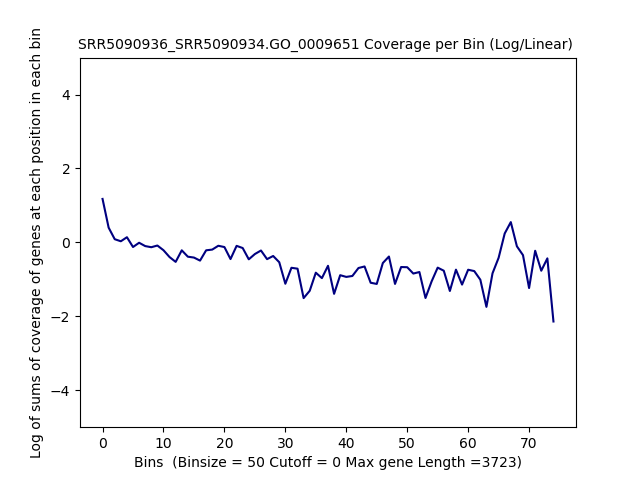 SRR5090936_SRR5090934.GO_0009651 Coverage per Bin (Log/Linear)
Log of sums of coverage of genes at each position in each bin
4
2
0
−2
−4
0 10 20 30 40 50 60 70
Bins  (Binsize = 50 Cutoff = 0 Max gene Length =3723)